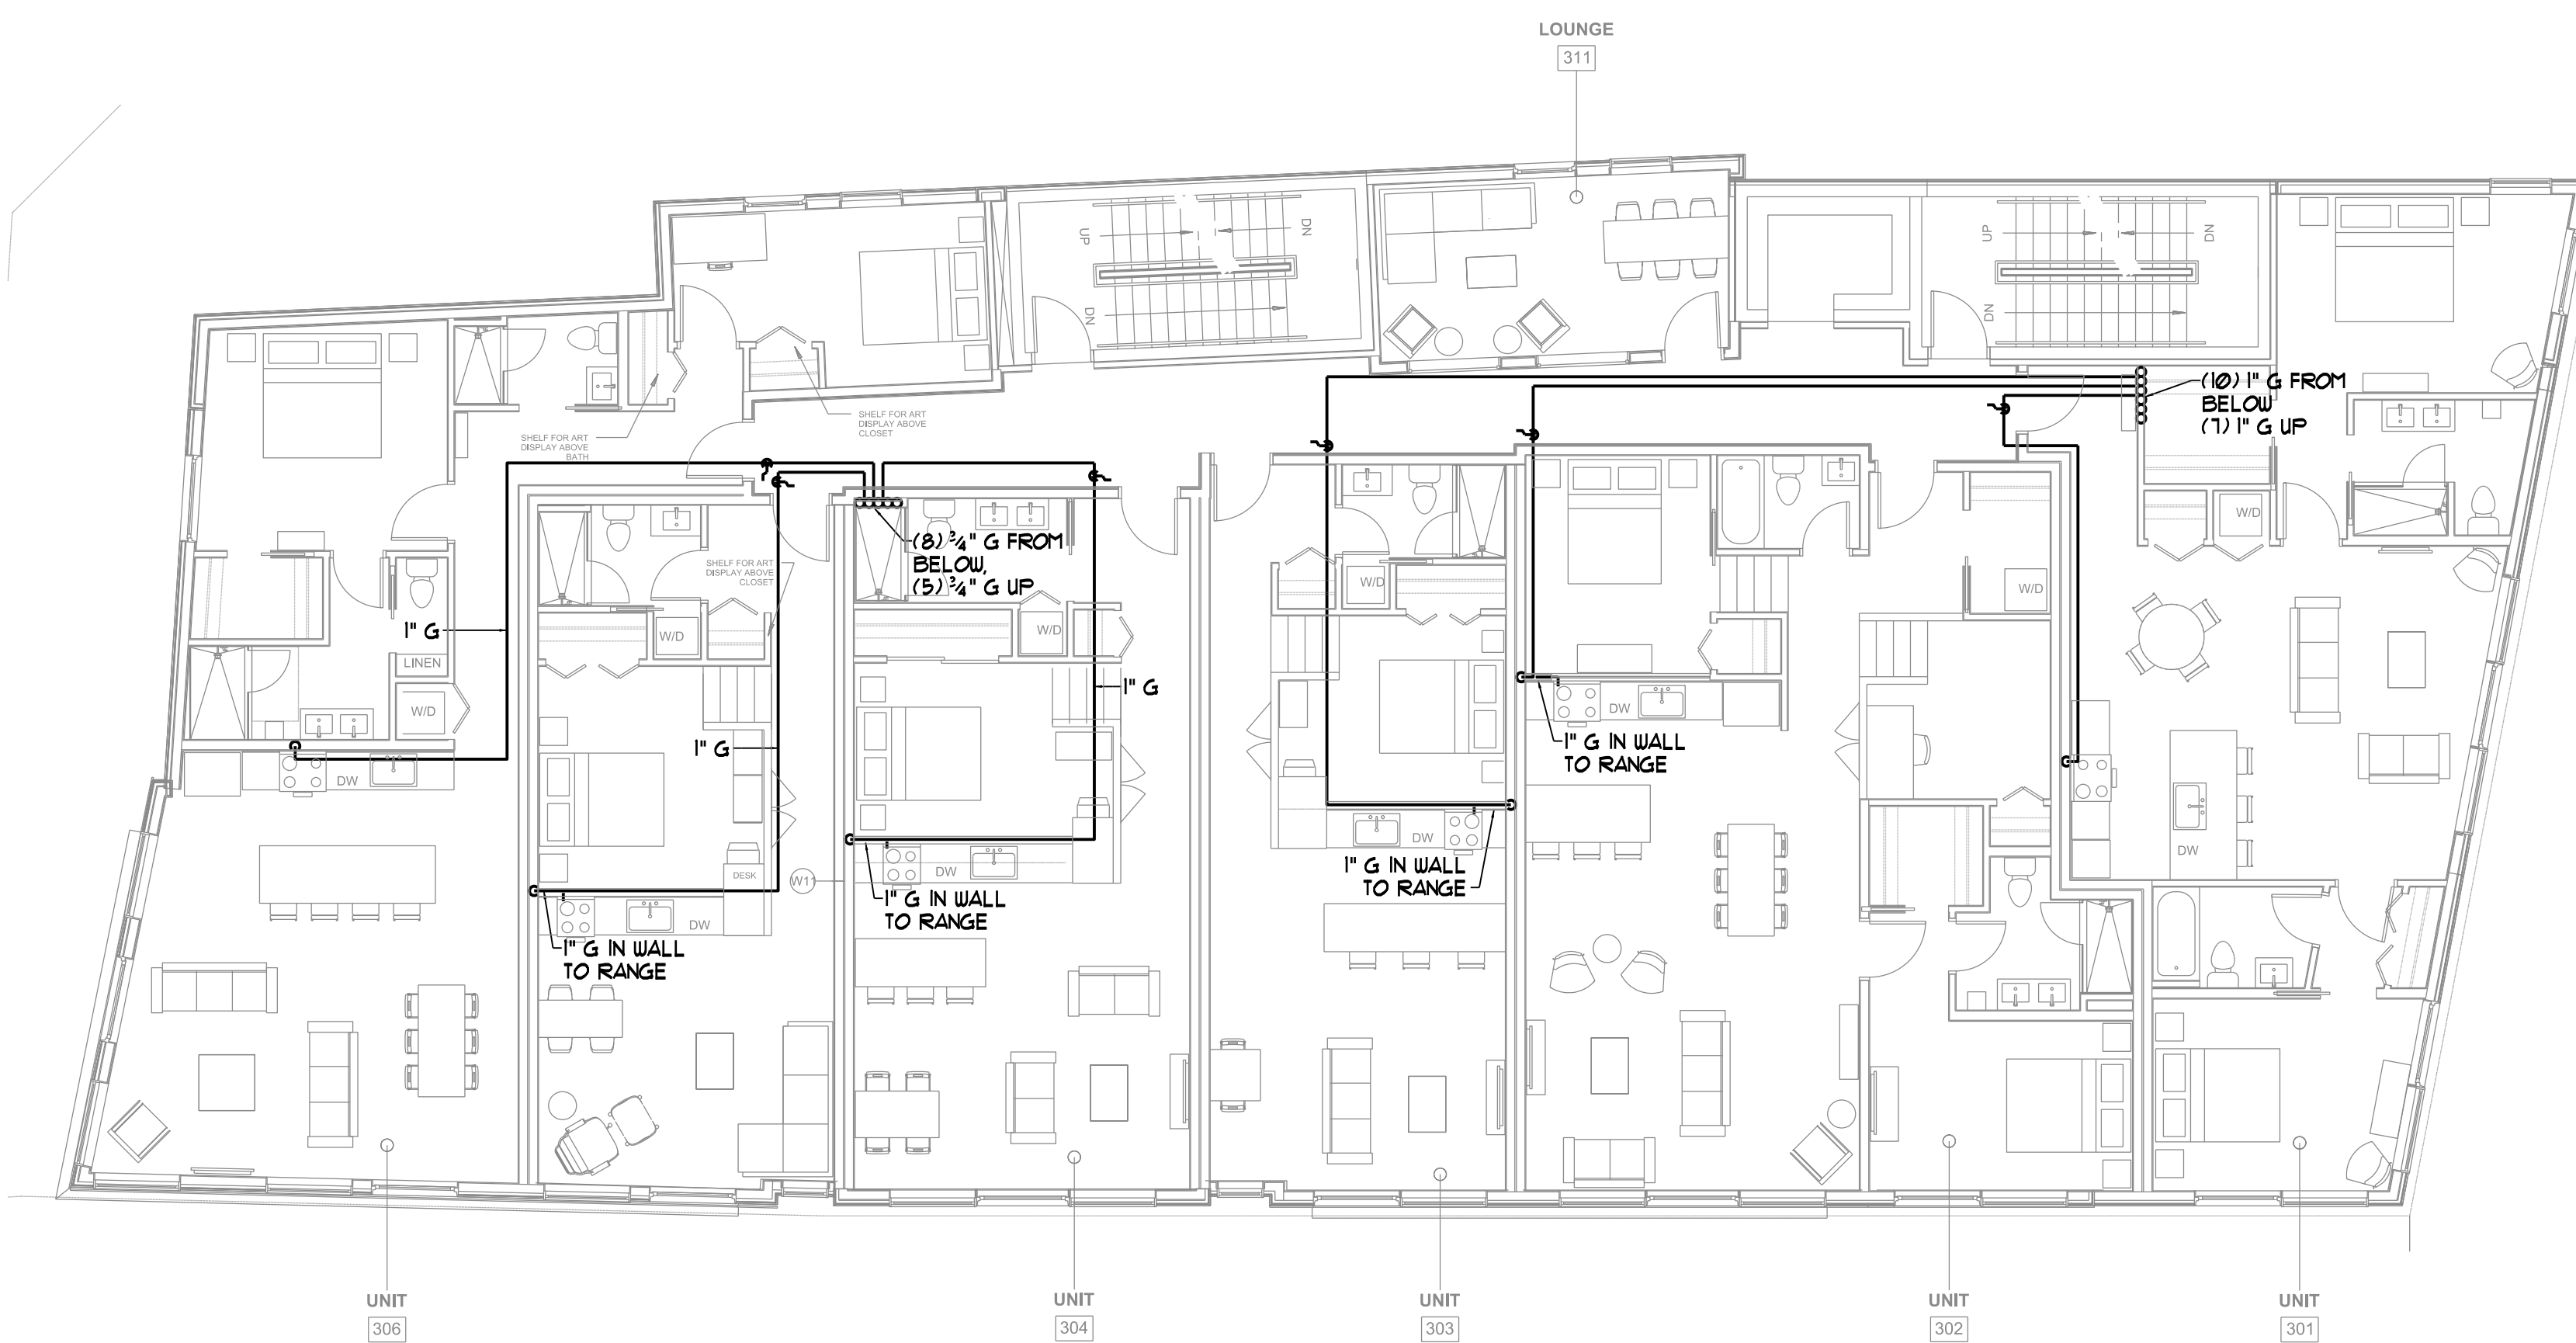 LOUNGE
311
UP
DN
DN
UP
DN
DN
(10) 1" G FROM
BELOW
(7) 1" G UP
SHELF FOR ART
DISPLAY ABOVE
CLOSET
SHELF FOR ART
DISPLAY ABOVE
BATH
(8) 3/4" G FROM
BELOW,
(5) 3/4" G UP
SHELF FOR ART
DISPLAY ABOVE
CLOSET
W/D
W/D
W/D
W/D
W/D
1" G
LINEN
W/D
1" G
1" G
DW
DW
1" G IN WALL
TO RANGE
DW
DW
1" G IN WALL
TO RANGE
DW
DESK
W11
DW
1" G IN WALL
TO RANGE
DW
1" G IN WALL
TO RANGE
UNIT
306
UNIT
304
UNIT
303
UNIT
302
UNIT
301